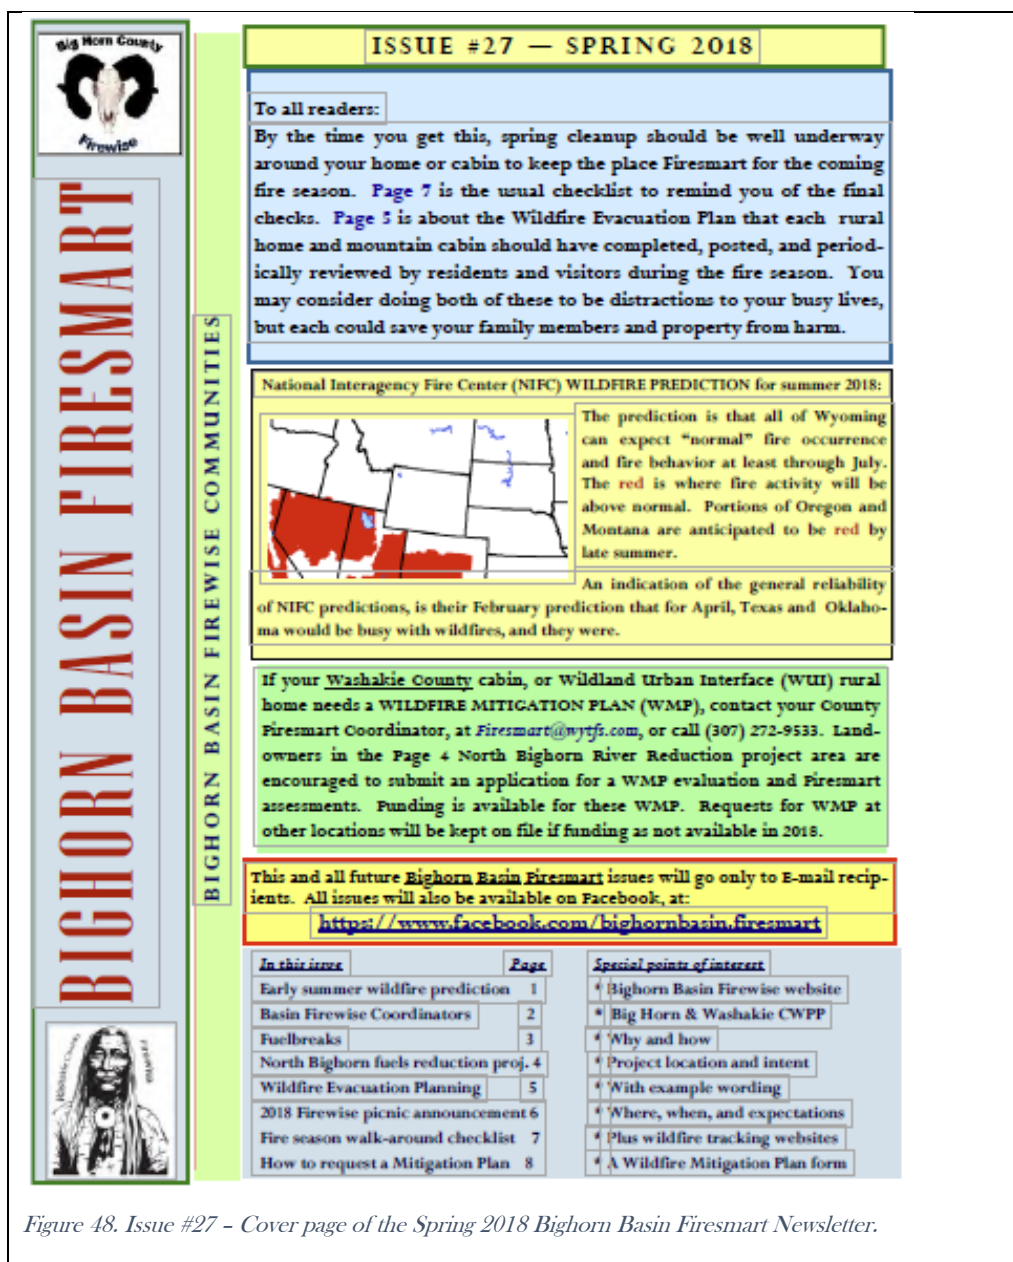 Big Horn County
Firewise
BIGHORN BASIN FIRESMART
BIGHORN BASIN FIREWISE COMMUNITIES
ISSUE #27 — SPRING 2018
To all readers:
By the time you get this, spring cleanup should be well underway
around your home or cabin to keep the place Firesmart for the coming
fire season. Page 7 is the usual checklist to remind you of the final
checks. Page 5 is about the Wildfire Evacuation Plan that each rural
home and mountain cabin should have completed, posted, and period-
ically reviewed by residents and visitors during the fire season. You
may consider doing both of these to be distractions to your busy lives,
but each could save your family members and property from harm.
National Interagency Fire Center (NIFC) WILDFIRE PREDICTION for summer 2018:
The prediction is that all of Wyoming
can expect “normal” fire occurrence
and fire behavior at least through July.
The red is where fire activity will be
above normal. Portions of Oregon and
Montana are anticipated to be red by
late summer.
An indication of the general reliability
of NIFC predictions, is their February prediction that for April, Texas and Oklaho-
ma would be busy with wildfires, and they were.
If your Washakie County cabin, or Wildland Urban Interface (WUI) rural
home needs a WILDFIRE MITIGATION PLAN (WMP), contact your County
Firesmart Coordinator, at Firesmart@wytfs.com, or call (307) 272-9533. Land-
owners in the Page 4 North Bighorn River Reduction project area are
encouraged to submit an application for a WMP evaluation and Firesmart
assessments. Funding is available for these WMP. Requests for WMP at
other locations will be kept on file if funding as not available in 2018.
This and all future Bighorn Basin Firesmart issues will go only to E-mail recip-
ients. All issues will also be available on Facebook, at:
https://www.facebook.com/bighornbasin.firesmart
In this issue Page Special points of interest
Early summer wildfire prediction 1 * Bighorn Basin Firewise website
Basin Firewise Coordinators 2 * Big Horn & Washakie CWPP
Fuelbreaks 3 * Why and how
North Bighorn fuels reduction proj. 4 * Project location and intent
Wildfire Evacuation Planning 5 * With example wording
2018 Firewise picnic announcement 6 * Where, when, and expectations
Fire season walk-around checklist 7 * Plus wildfire tracking websites
How to request a Mitigation Plan 8 * A Wildfire Mitigation Plan form
Washakie County
Firewise
Figure 48. Issue #27 – Cover page of the Spring 2018 Bighorn Basin Firesmart Newsletter.